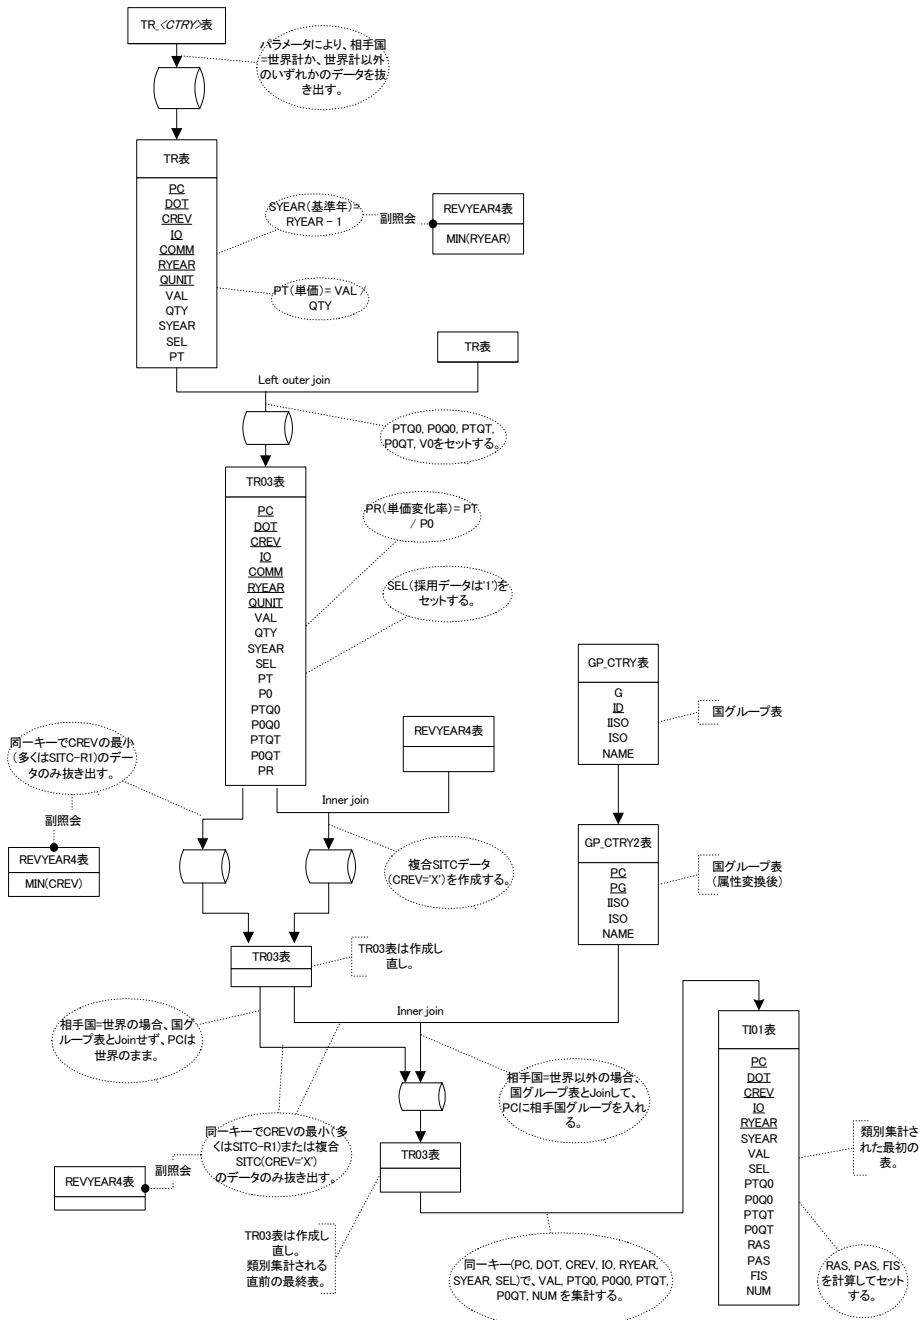 TR_<CTRY>表
パラメータにより、相手国
=世界計か、世界計以外
のいずれかのデータを抜
き出す。
TR表
PC
DOT
CREV
IO
COMM
RYEAR
QUNIT
VAL
QTY
SYEAR
SEL
PT
SYEAR(基準年)=
RYEAR - 1
副照会
REVYEAR4表
MIN(RYEAR)
PT(単価)= VAL /
QTY
TR表
Left outer join
PTQ0, P0Q0, PTQT,
P0QT, V0をセットする。
TR03表
PC
DOT
CREV
IO
COMM
RYEAR
QUNIT
VAL
QTY
SYEAR
SEL
PT
P0
PTQ0
P0Q0
PTQT
P0QT
PR
PR(単価変化率)= PT
/ P0
SEL(採用データは'1')を
セットする。
GP_CTRY表
G
ID
IISO
ISO
NAME
国グループ表
REVYEAR4表
同一キーでCREVの最小
(多くはSITC-R1)のデー
タのみ抜き出す。
副照会
REVYEAR4表
MIN(CREV)
Inner join
複合SITCデータ
(CREV='X')を作成する。
GP_CTRY2表
PC
PG
IISO
ISO
NAME
国グループ表
(属性変換後)
TR03表
TR03表は作成し
直し。
Inner join
相手国=世界の場合、国グ
ループ表とJoinせず、PCは
世界のまま。
相手国=世界以外の場合、
国グループ表とJoinして、
PCに相手国グループを入れ
る。
同一キーでCREVの最小(多
くはSITC-R1)または複合
SITC(CREV='X')
のデータのみ抜き出す。
副照会
REVYEAR4表
TR03表
TR03表は作成し
直し。
類別集計される
直前の最終表。
同一キー(PC, DOT, CREV, IO, RYEAR,
SYEAR, SEL)で、VAL, PTQ0, P0Q0, PTQT,
P0QT, NUM を集計する。
TI01表
PC
DOT
CREV
IO
RYEAR
SYEAR
VAL
SEL
PTQ0
P0Q0
PTQT
P0QT
RAS
PAS
FIS
NUM
類別集計さ
れた最初の
表。
RAS, PAS, FIS
を計算してセット
する。